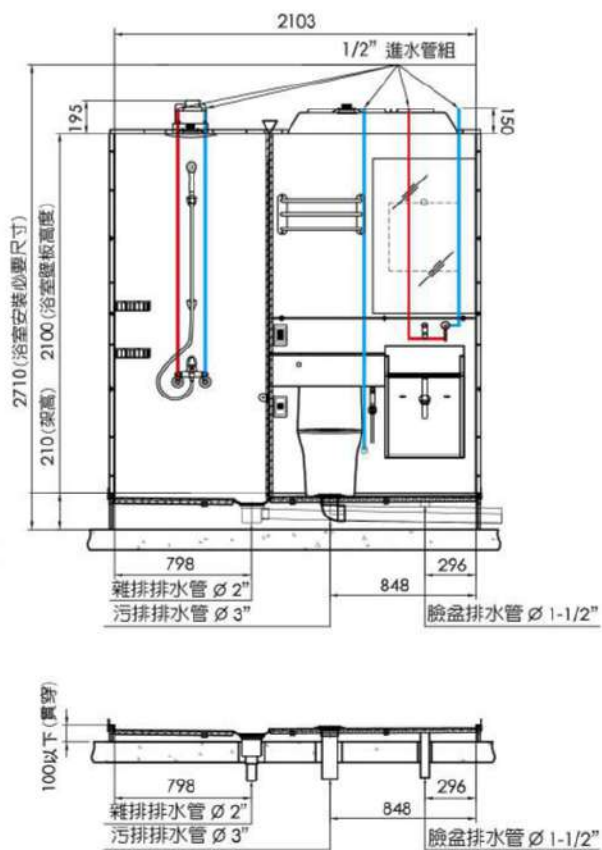 2103
1/2” 進水管組
195
150
2710(浴室安裝必要尺寸)
2100(浴室壁板高度)
210(架高)
798
296
雜排排水管 Ø 2”
848
污排排水管 Ø 3”
臉盆排水管 Ø 1-1/2”
100以下(貫穿)
798
296
雜排排水管 Ø 2”
848
污排排水管 Ø 3”
臉盆排水管 Ø 1-1/2”